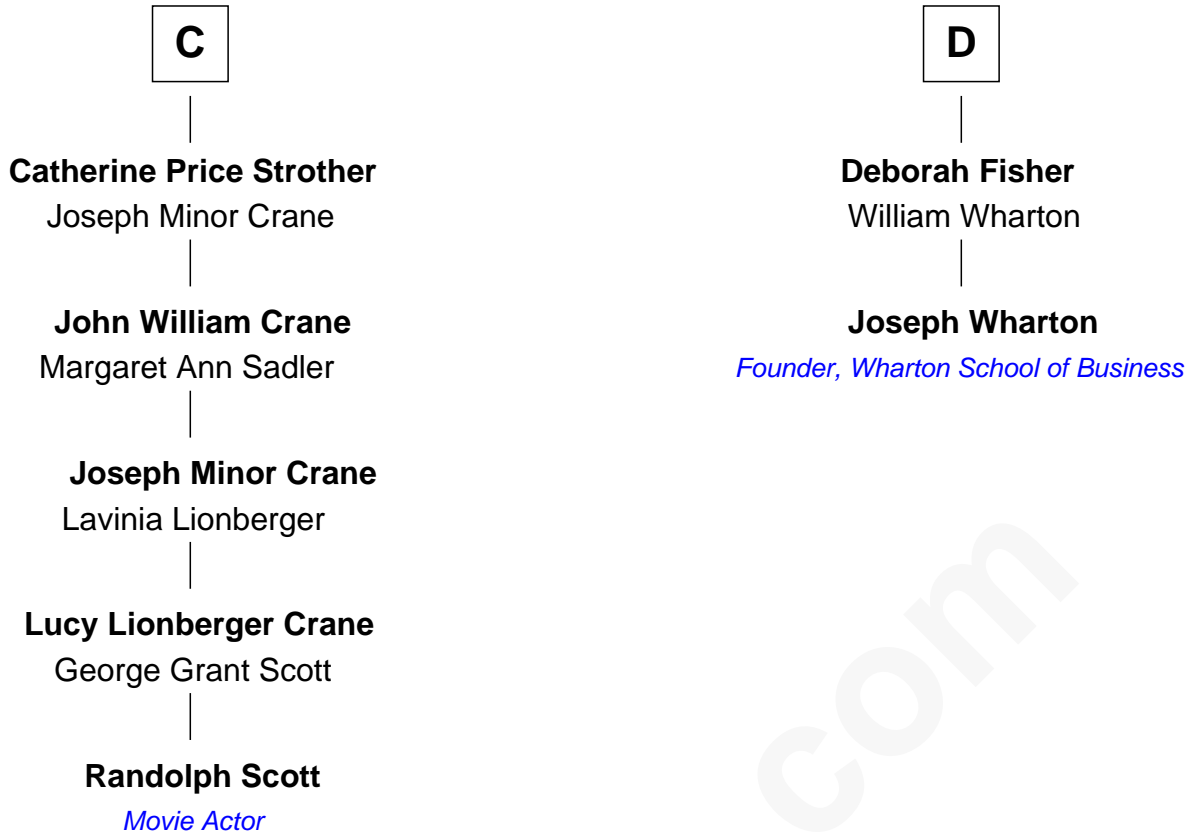 C
Catherine Price Strother
Joseph Minor Crane
John William Crane
Margaret Ann Sadler
Joseph Minor Crane
Lavinia Lionberger
Lucy Lionberger Crane
George Grant Scott
Randolph Scott
Movie Actor
D
Deborah Fisher
William Wharton
Joseph Wharton
Founder, Wharton School of Business
com